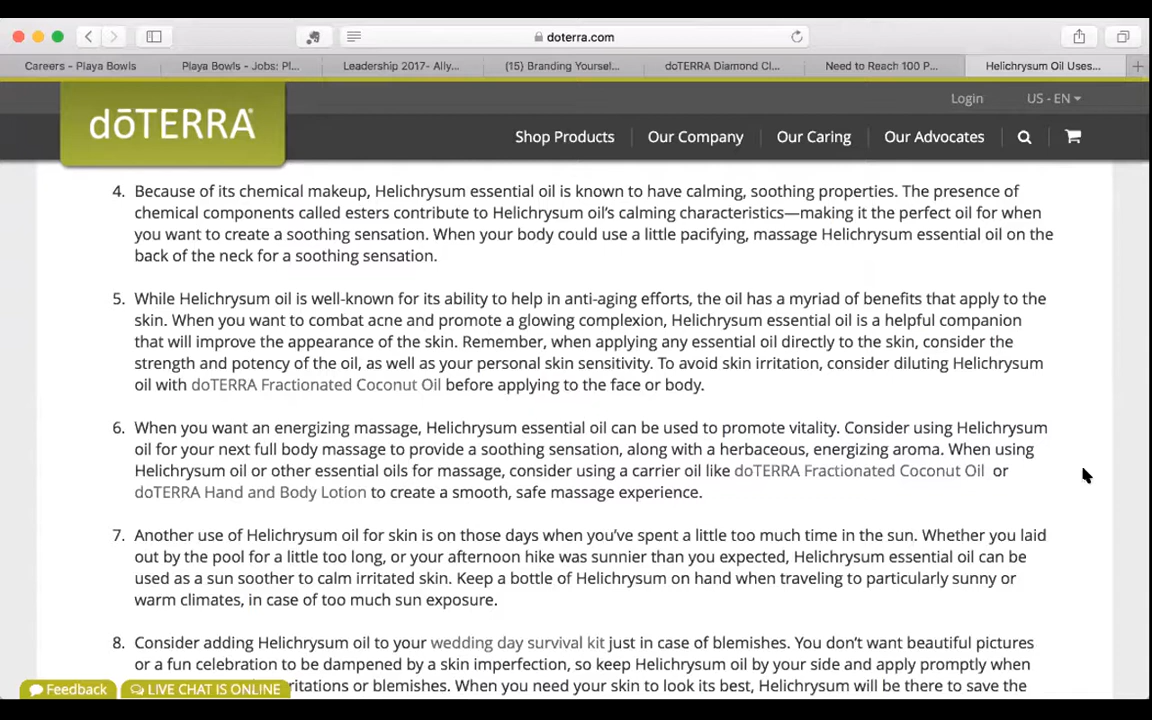 doterra.com
Careers – Playa Bowls
Playa Bowls - Jobs: Pl...
Leadership 2017- Ally...
(15) Branding Yoursel...
doTERRA Diamond Cl...
Need to Reach 100 P...
Helichrysum Oil Uses...
Login
US - EN
dōTERRA®
Shop Products
Our Company
Our Caring
Our Advocates
4. Because of its chemical makeup, Helichrysum essential oil is known to have calming, soothing properties. The presence of
chemical components called esters contribute to Helichrysum oil's calming characteristics—making it the perfect oil for when
you want to create a soothing sensation. When your body could use a little pacifying, massage Helichrysum essential oil on the
back of the neck for a soothing sensation.
5. While Helichrysum oil is well-known for its ability to help in anti-aging efforts, the oil has a myriad of benefits that apply to the
skin. When you want to combat acne and promote a glowing complexion, Helichrysum essential oil is a helpful companion
that will improve the appearance of the skin. Remember, when applying any essential oil directly to the skin, consider the
strength and potency of the oil, as well as your personal skin sensitivity. To avoid skin irritation, consider diluting Helichrysum
oil with doTERRA Fractionated Coconut Oil before applying to the face or body.
6. When you want an energizing massage, Helichrysum essential oil can be used to promote vitality. Consider using Helichrysum
oil for your next full body massage to provide a soothing sensation, along with a herbaceous, energizing aroma. When using
Helichrysum oil or other essential oils for massage, consider using a carrier oil like doTERRA Fractionated Coconut Oil or
doTERRA Hand and Body Lotion to create a smooth, safe massage experience.
7. Another use of Helichrysum oil for skin is on those days when you've spent a little too much time in the sun. Whether you laid
out by the pool for a little too long, or your afternoon hike was sunnier than you expected, Helichrysum essential oil can be
used as a sun soother to calm irritated skin. Keep a bottle of Helichrysum on hand when traveling to particularly sunny or
warm climates, in case of too much sun exposure.
8. Consider adding Helichrysum oil to your wedding day survival kit just in case of blemishes. You don't want beautiful pictures
or a fun celebration to be dampened by a skin imperfection, so keep Helichrysum oil by your side and apply promptly when
ritations or blemishes. When you need your skin to look its best, Helichrysum will be there to save the
Feedback
LIVE CHAT IS ONLINE